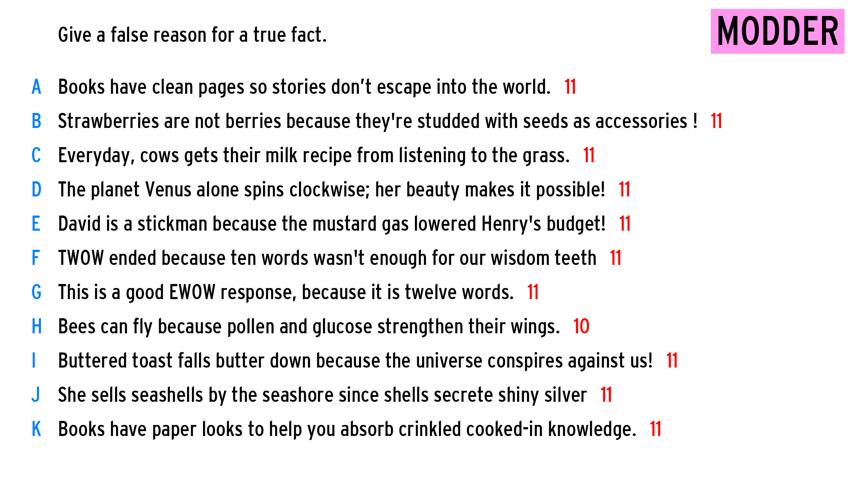 Give a false reason for a true fact.
MODDER
A Books have clean pages so stories don't escape into the world. 11
B Strawberries are not berries because they're studded with seeds as accessories ! 11
C Everyday, cows gets their milk recipe from listening to the grass. 11
D The planet Venus alone spins clockwise; her beauty makes it possible! 11
E David is a stickman because the mustard gas lowered Henry's budget! 11
F TWOW ended because ten words wasn't enough for our wisdom teeth 11
G This is a good EWOW response, because it is twelve words. 11
H Bees can fly because pollen and glucose strengthen their wings. 10
I Buttered toast falls butter down because the universe conspires against us! 11
J She sells seashells by the seashore since shells secrete shiny silver 11
K Books have paper looks to help you absorb crinkled cooked-in knowledge. 11